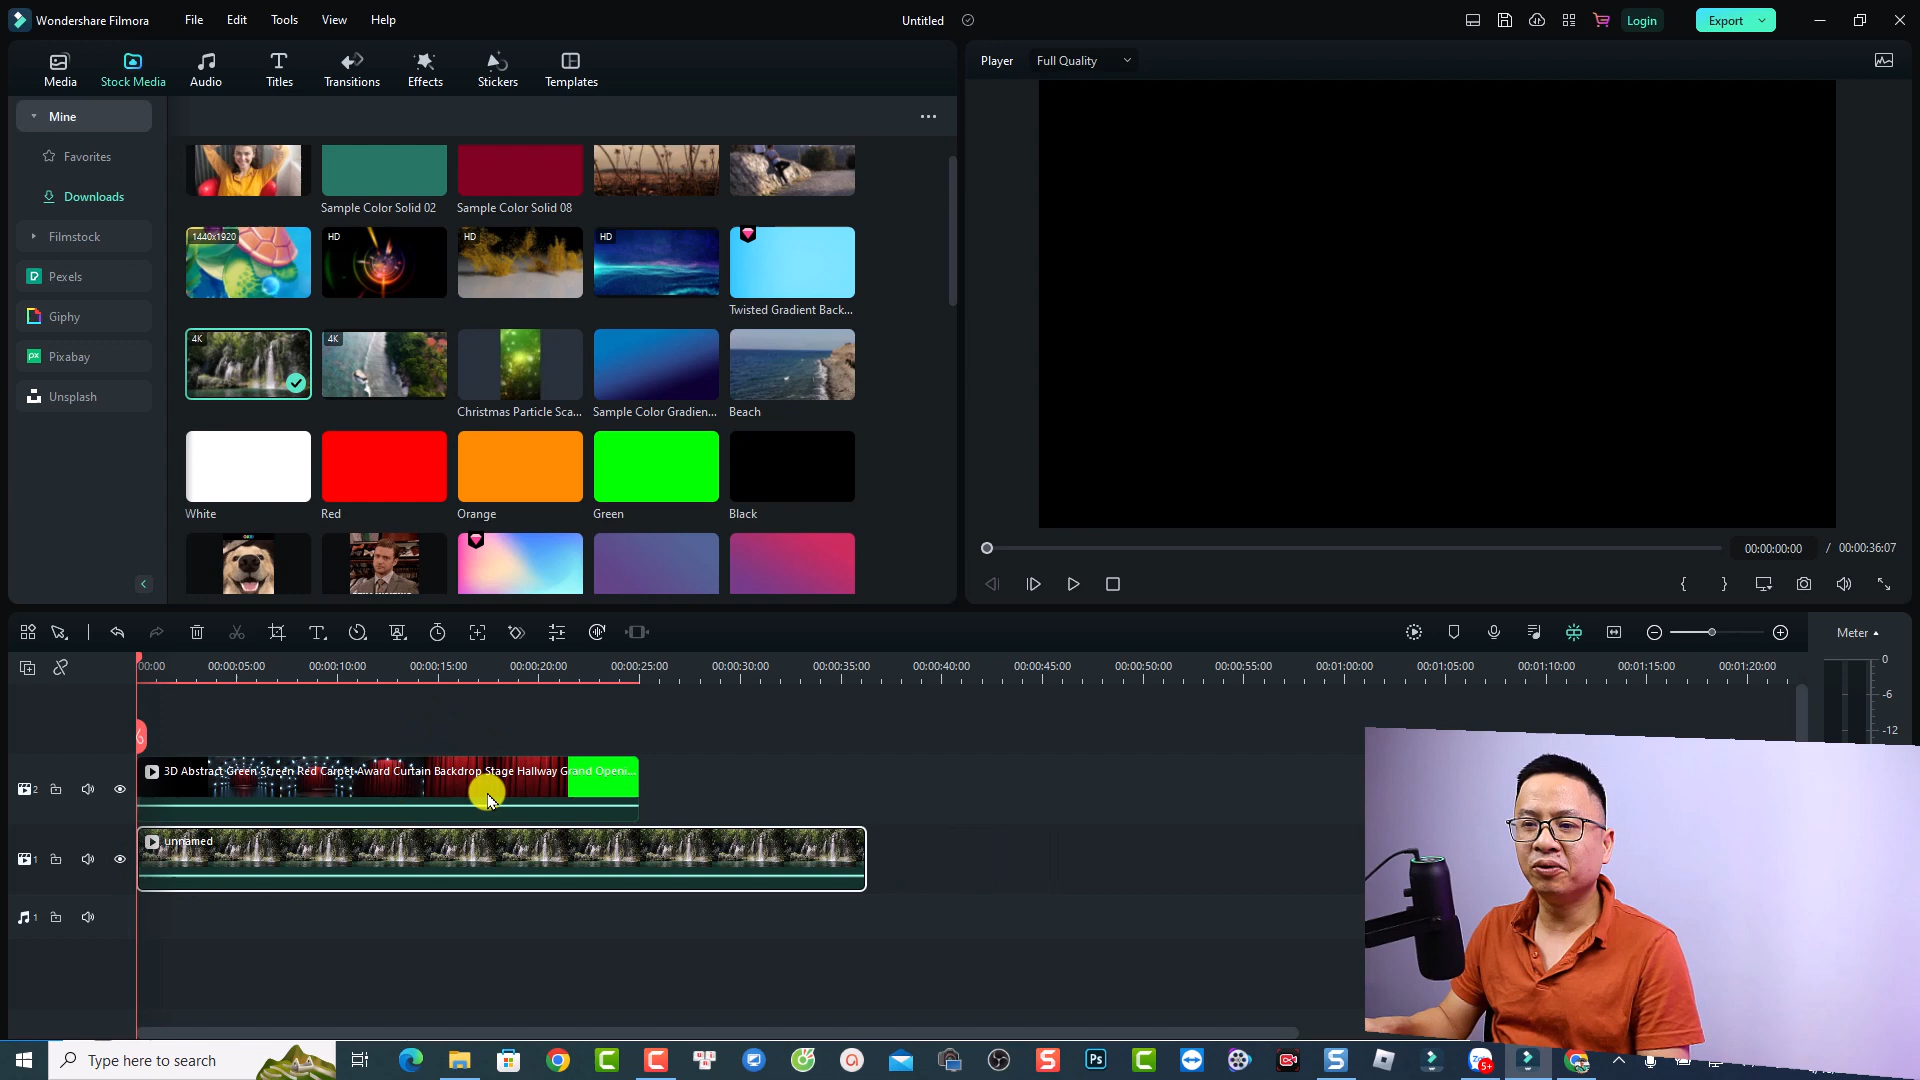 Wondershare Filmora
File
Edit
Tools
View
Help
Untitled
Login
Export
Media
Stock Media
Audio
Titles
Transitions
Effects
Stickers
Templates
Player
Full Quality
Mine
Favorites
Downloads
Filmstock
Pexels
Giphy
Pixabay
Unsplash
Sample Color Solid 02
Sample Color Solid 08
1440x1920
HD
HD
HD
Twisted Gradient Back...
4K
4K
Christmas Particle Sca...
Sample Color Gradien...
Beach
White
Red
Orange
Green
Black
00:00:00:00
/
00:00:36:07
Meter
00:00
00:00:05:00
00:00:10:00
00:00:15:00
00:00:20:00
00:00:25:00
00:00:30:00
00:00:35:00
00:00:40:00
00:00:45:00
00:00:50:00
00:00:55:00
00:01:00:00
00:01:05:00
00:01:10:00
00:01:15:00
00:01:20:00
0
-6
-12
2
3D Abstract Green Screen Red Carpet Award Curtain Backdrop Stage Hallway Grand Openi...
1
unnamed
1
Type here to search
Ps
5+